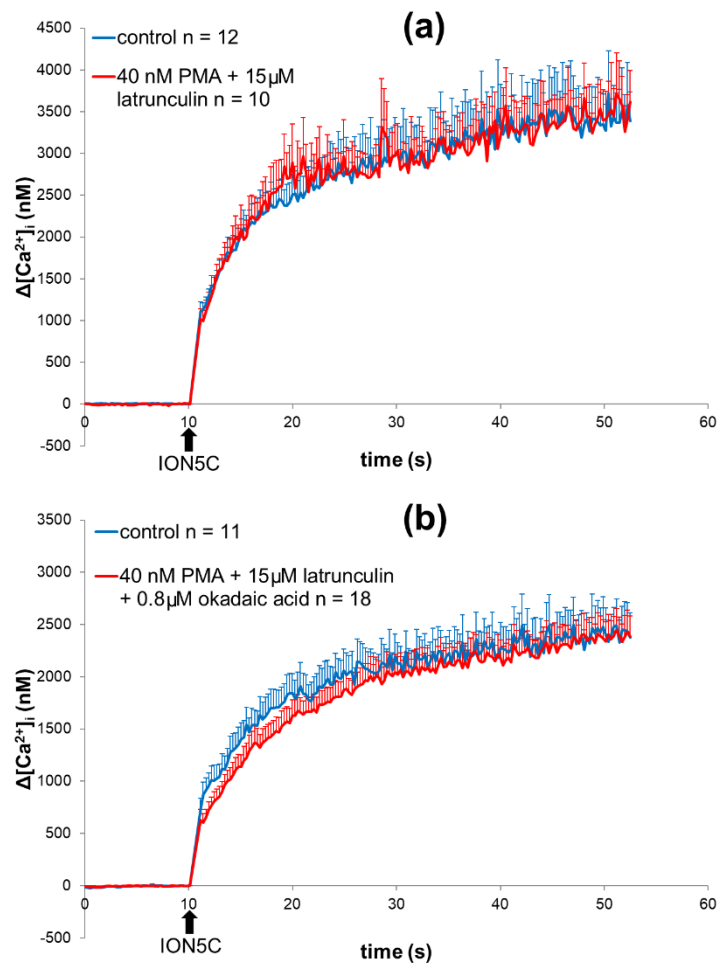 (a)
control n = 12
40 nM PMA + 15µM
latrunculin n = 10
Δ[Ca²⁺]ᵢ (nM)
4500
4000
3500
3000
2500
2000
1500
1000
500
0
-500
0
10
20
30
40
50
60
ION5C
time (s)
(b)
control n = 11
40 nM PMA + 15µM latrunculin
+ 0.8µM okadaic acid n = 18
Δ[Ca²⁺]ᵢ (nM)
3500
3000
2500
2000
1500
1000
500
0
-500
0
10
20
30
40
50
60
ION5C
time (s)